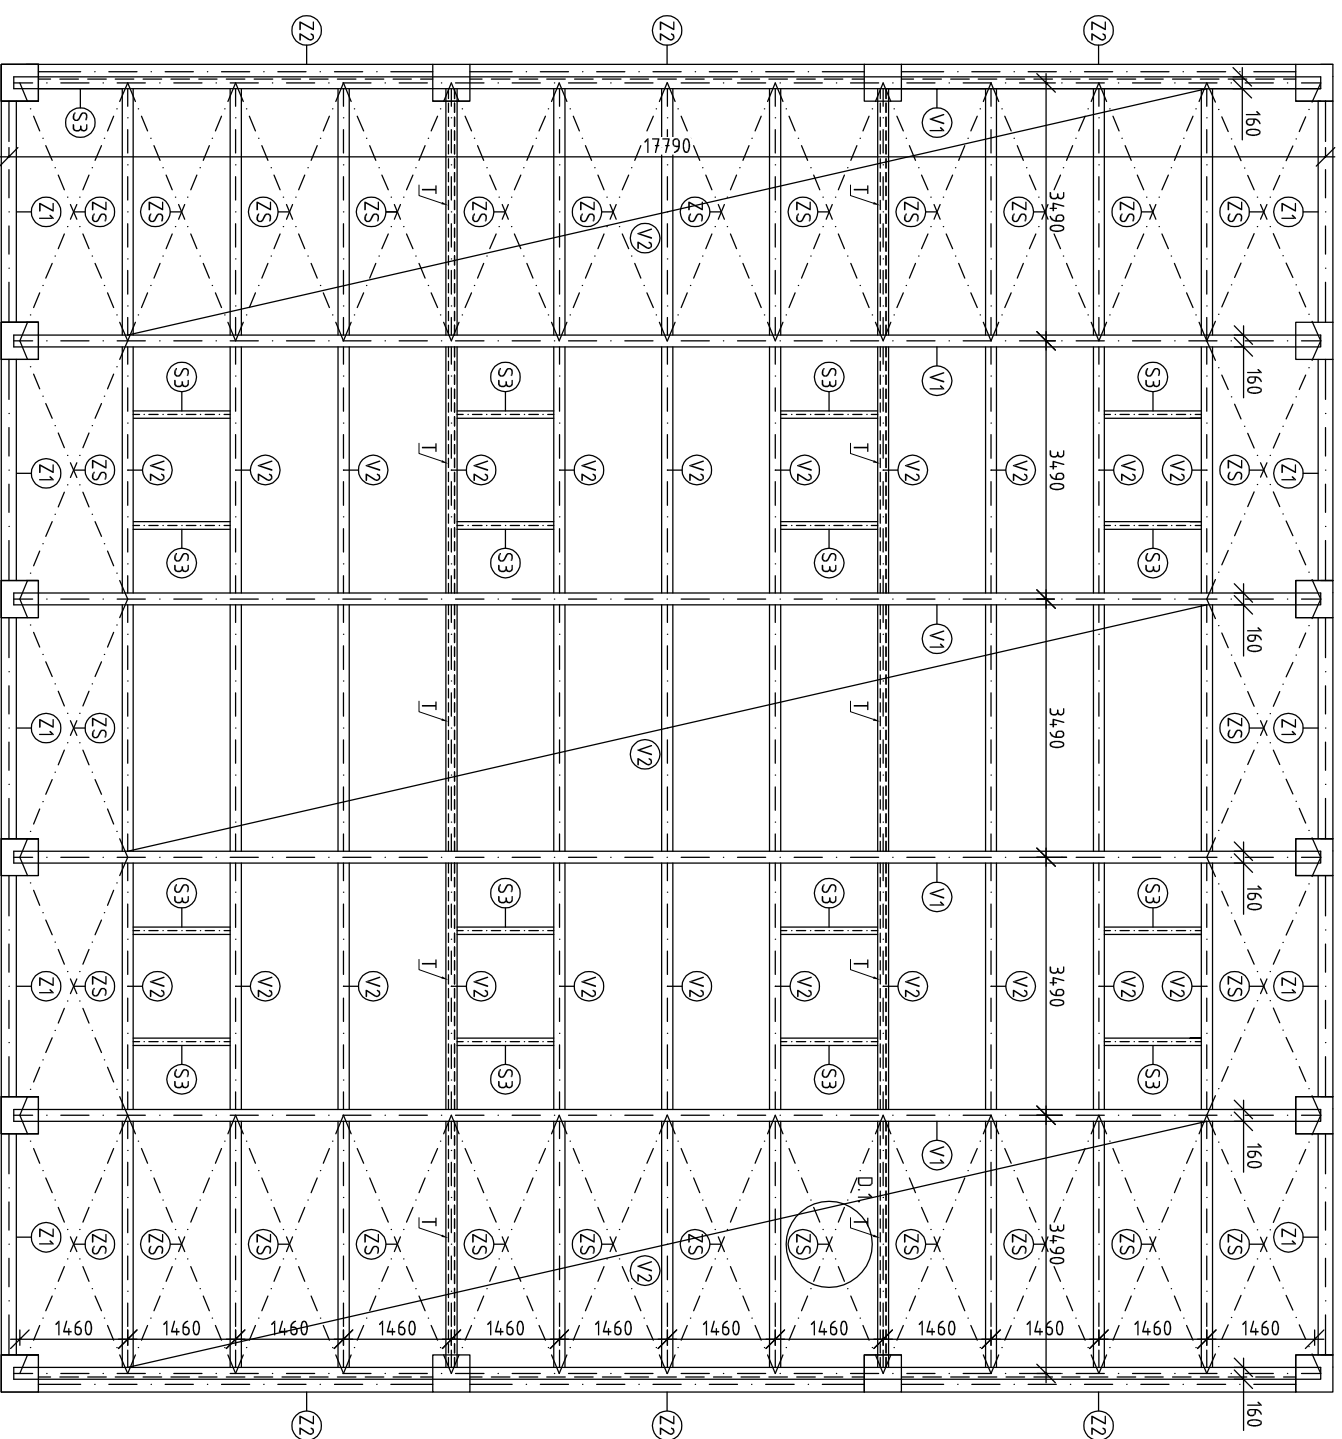 Z2 Z2 Z2
S3 V1 160
17790
Z1 ZS ZS ZS ZS T ZS ZS ZS ZS T ZS ZS 3490 ZS ZS Z1
V2
S3 S3 S3 V1 S3 160
T T
Z1 ZS V2 V2 V2 V2 V2 V2 V2 V2 V2 3490 V2 V2 ZS Z1
S3 S3 S3 S3
V1 160
T T
Z1 ZS 3490 ZS Z1
V2
S3 S3 S3 V1 S3 160
T T
Z1 ZS V2 V2 V2 V2 V2 V2 V2 V2 V2 3490 V2 V2 ZS Z1
S3 S3 S3 S3
V1 160
D.1
T T
Z1 ZS ZS ZS ZS ZS ZS ZS ZS ZS ZS 3490 ZS ZS Z1
V2
1460 1460 1460 1460 1460 1460 1460 1460 1460 1460 1460 1460
160
Z2 Z2 Z2